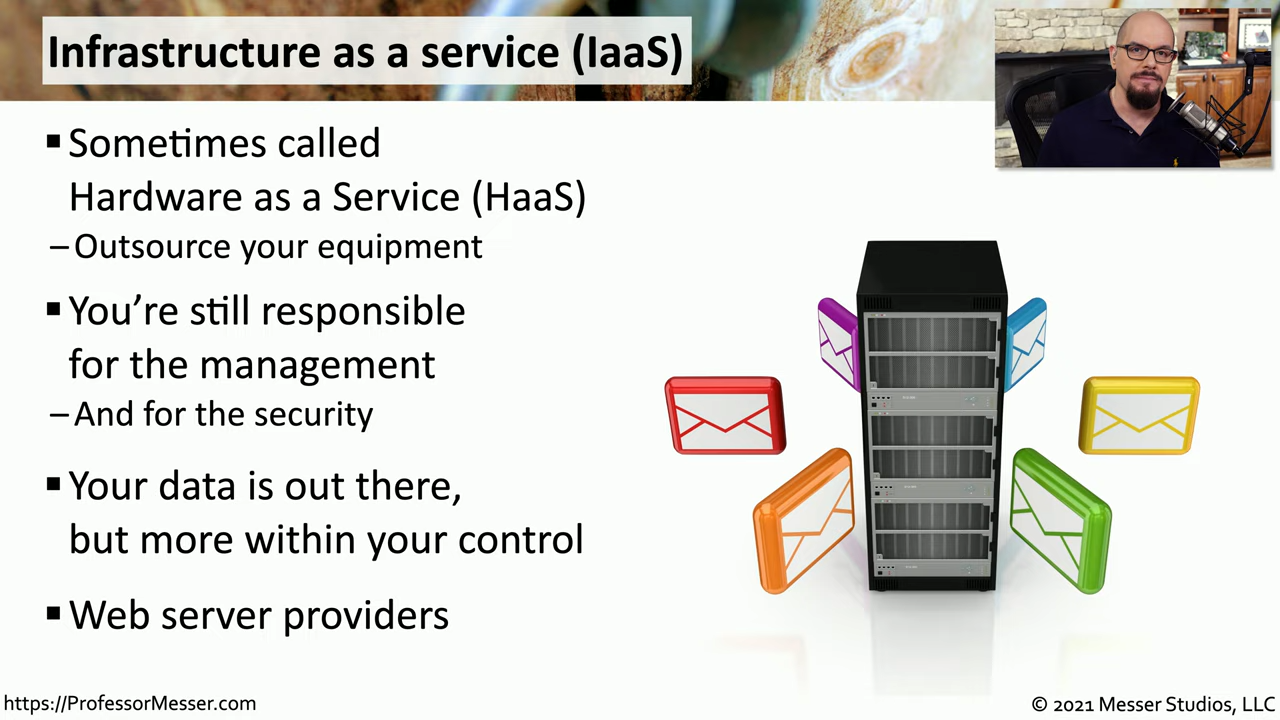 Infrastructure as a service (IaaS)
▪ Sometimes called
Hardware as a Service (HaaS)
– Outsource your equipment
▪ You’re still responsible
for the management
– And for the security
▪ Your data is out there,
but more within your control
▪ Web server providers
https://ProfessorMesser.com
© 2021 Messer Studios, LLC